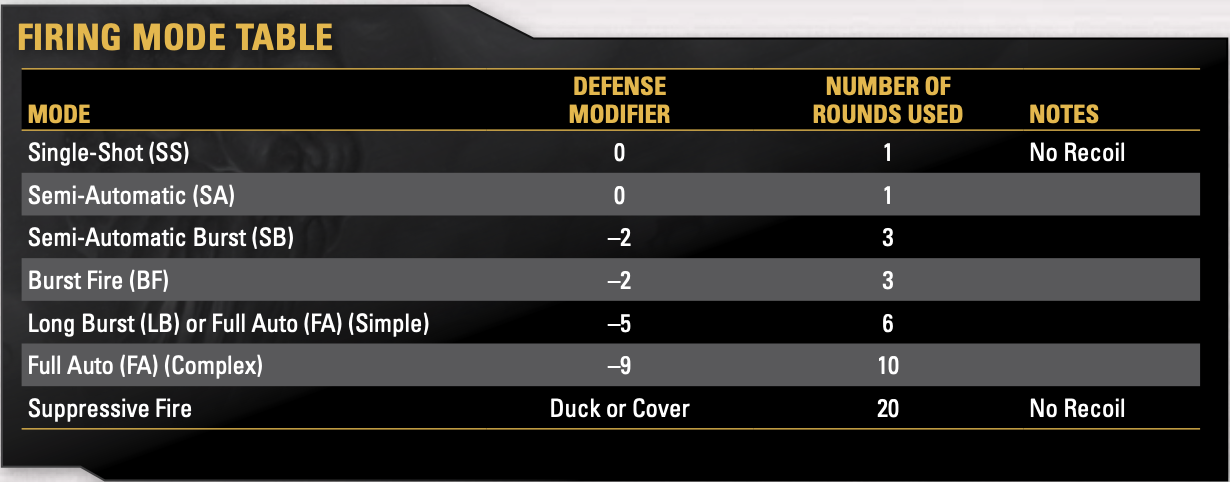 FIRING MODE TABLE
MODE DEFENSE MODIFIER NUMBER OF ROUNDS USED NOTES
Single-Shot (SS) 0 1 No Recoil
Semi-Automatic (SA) 0 1
Semi-Automatic Burst (SB) –2 3
Burst Fire (BF) –2 3
Long Burst (LB) or Full Auto (FA) (Simple) –5 6
Full Auto (FA) (Complex) –9 10
Suppressive Fire Duck or Cover 20 No Recoil